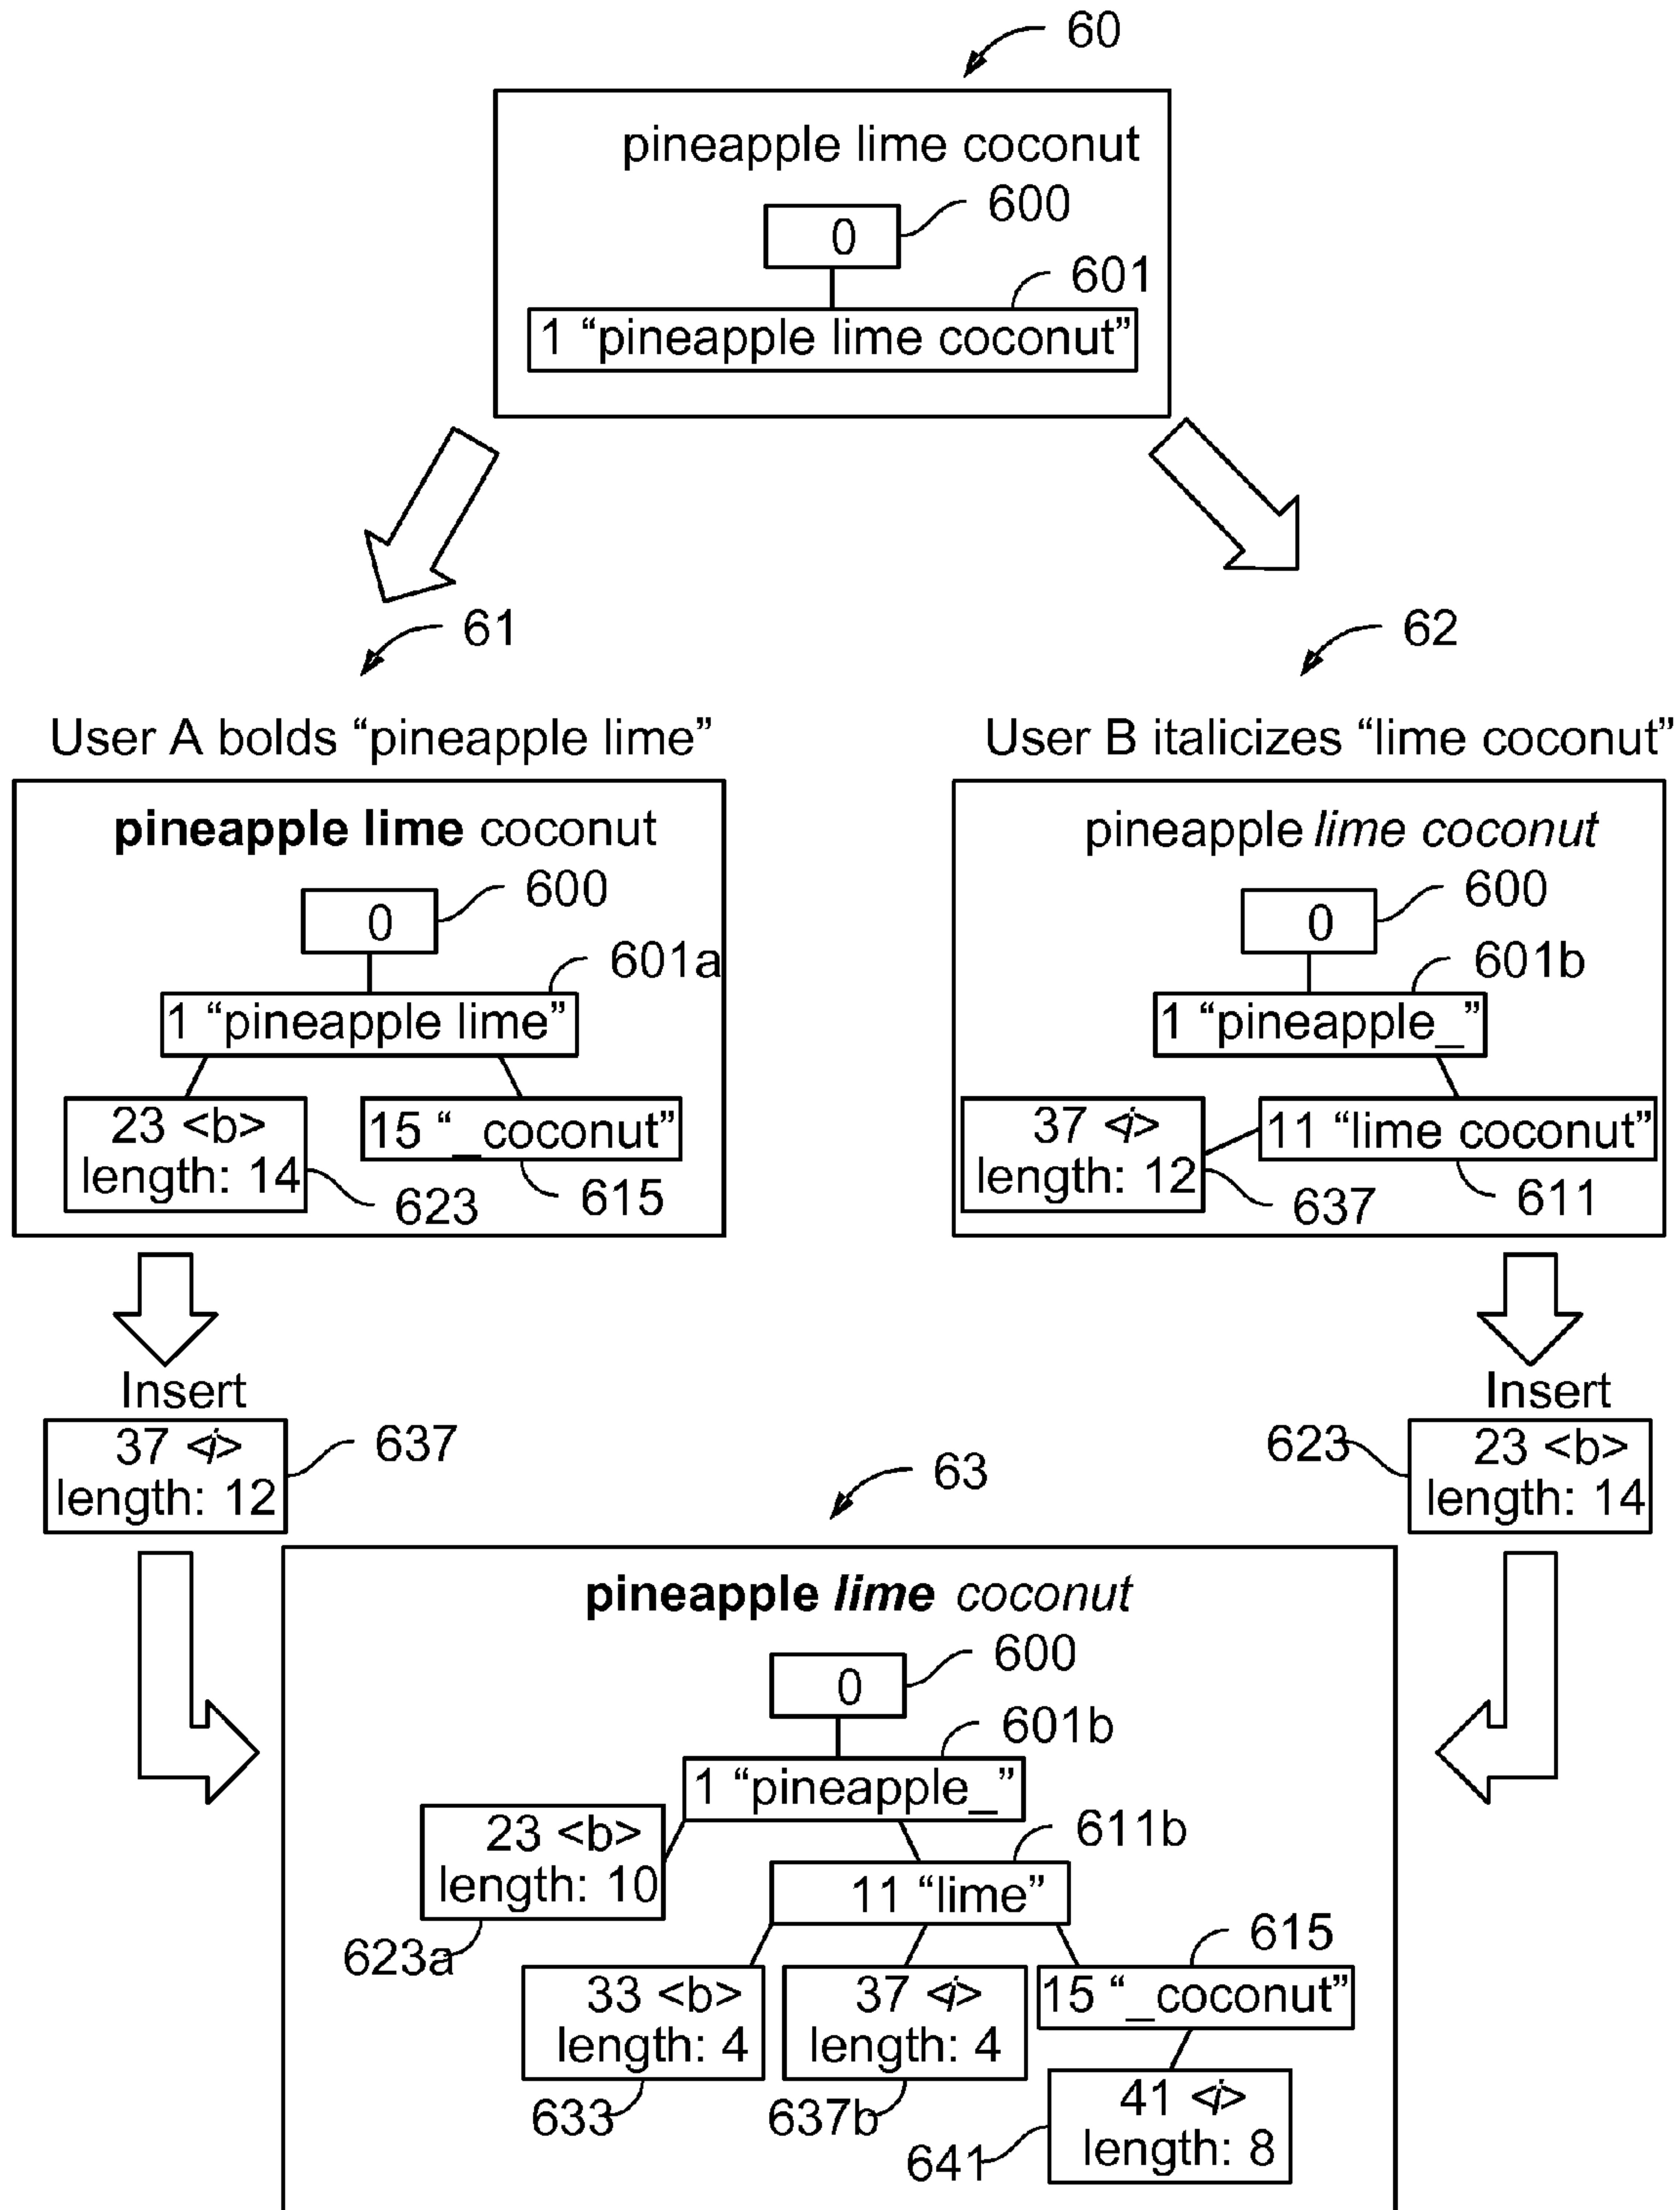 60
pineapple lime coconut
600
0
601
1 “pineapple lime coconut”
61
62
User A bolds “pineapple lime”
User B italicizes “lime coconut”
pineapple lime coconut
600
0
601a
1 “pineapple lime”
23 <b>
length: 14
15 “_coconut”
623
615
pineapple lime coconut
600
0
601b
1 “pineapple_”
37 <i>
length: 12
11 “lime coconut”
637
611
Insert
37 <i>
length: 12
637
Insert
623
23 <b>
length: 14
63
pineapple lime coconut
600
0
601b
1 “pineapple_”
23 <b>
length: 10
623a
611b
11 “lime”
615
33 <b>
length: 4
37 <i>
length: 4
15 “_coconut”
633
637b
41 <i>
length: 8
641